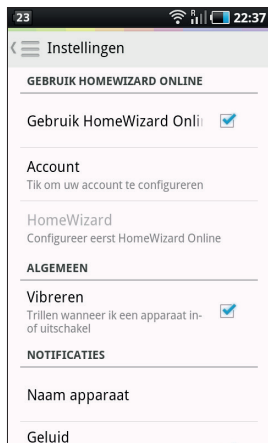 23
22:37
Instellingen
GEBRUIK HOMEWIZARD ONLINE
Gebruik HomeWizard Onli
Account
Tik om uw account te configureren
HomeWizard
Configureer eerst HomeWizard Online
ALGEMEEN
Vibreren
Trillen wanneer ik een apparaat in-
of uitschakel
NOTIFICATIES
Naam apparaat
Geluid